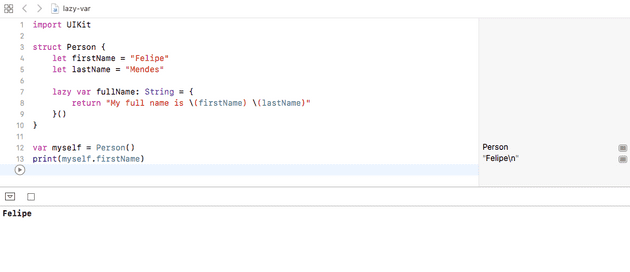 lazy-var
1 import UIKit
2
3 struct Person {
4 let firstName = "Felipe"
5 let lastName = "Mendes"
6
7 lazy var fullName: String = {
8 return "My full name is \(firstName) \(lastName)"
9 }()
10 }
11
12 var myself = Person()
Person
13 print(myself.firstName)
"Felipe\n"
Felipe